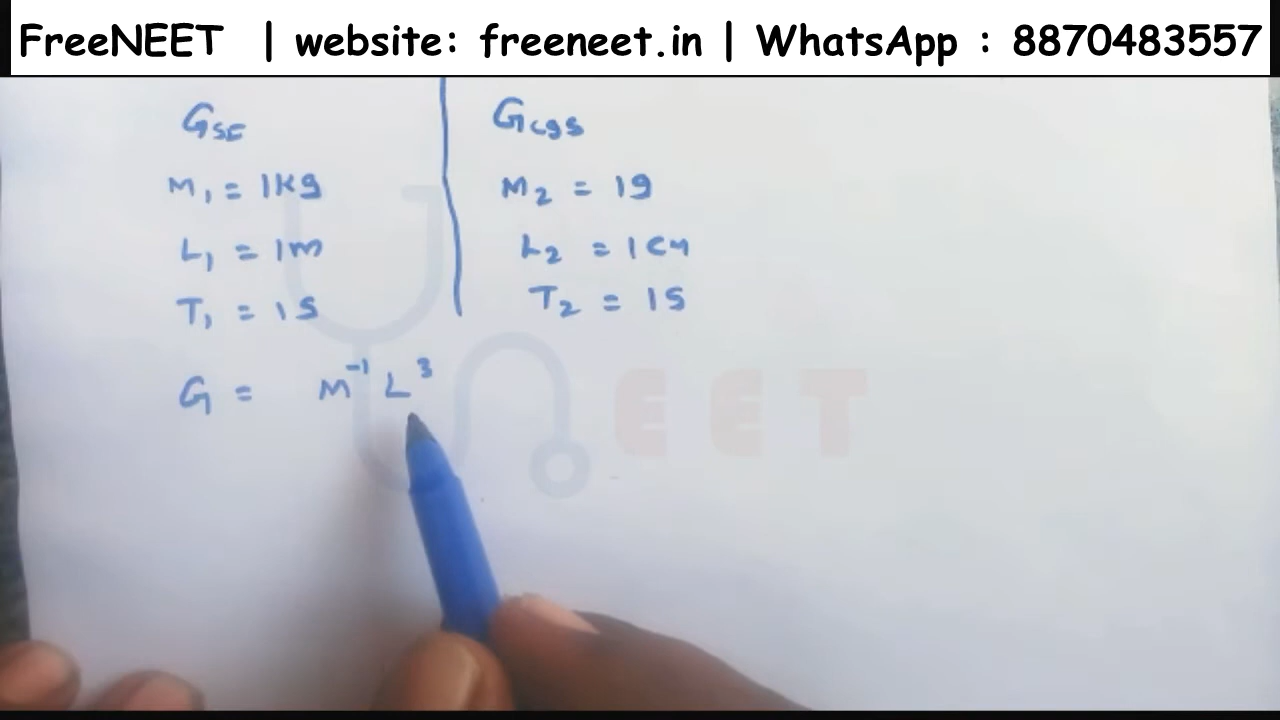 FreeNEET | website: freeneet.in | WhatsApp : 8870483557
G_SI G_cgs
M₁ = 1kg M₂ = 1g
L₁ = 1m L₂ = 1cm
T₁ = 1s T₂ = 1s
G = M⁻¹ L³
EET